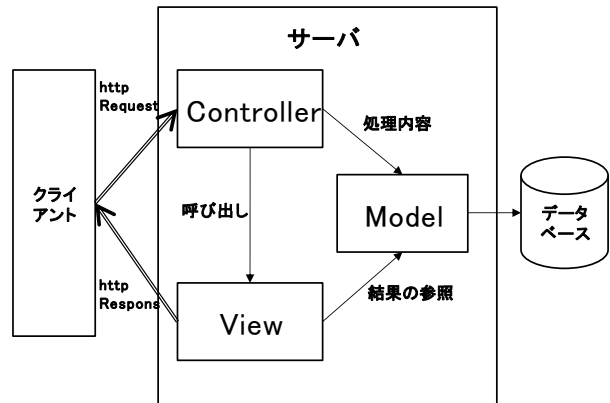 サーバ
http
Request
Controller
処理内容
クライ
アント
呼び出し
Model
データ
ベース
http
Respons
View
結果の参照